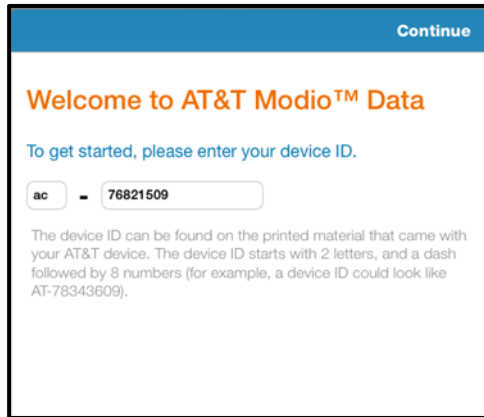 Continue
Welcome to AT&T Modio™ Data
To get started, please enter your device ID.
ac - 76821509
The device ID can be found on the printed material that came with
your AT&T device. The device ID starts with 2 letters, and a dash
followed by 8 numbers (for example, a device ID could look like
AT-78343609).